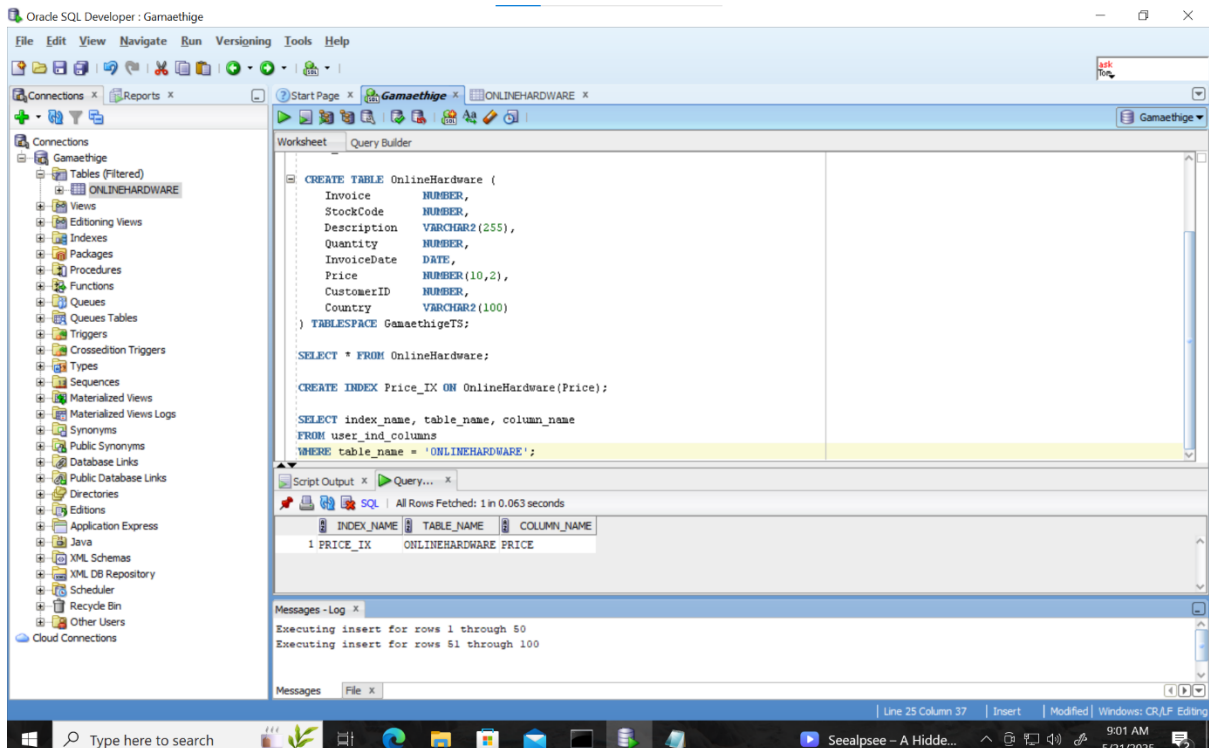 Oracle SQL Developer : Gamaethige
File Edit View Navigate Run Versioning Tools Help
ask
Tom
Connections x Reports x
Start Page x Gamaethige x ONLINEHARDWARE x
Gamaethige
Connections
Gamaethige
Tables (Filtered)
ONLINEHARDWARE
Views
Editioning Views
Indexes
Packages
Procedures
Functions
Queues
Queues Tables
Triggers
Crossedition Triggers
Types
Sequences
Materialized Views
Materialized Views Logs
Synonyms
Public Synonyms
Database Links
Public Database Links
Directories
Editions
Application Express
Java
XML Schemas
XML DB Repository
Scheduler
Recycle Bin
Other Users
Cloud Connections
Worksheet Query Builder
CREATE TABLE OnlineHardware (
Invoice NUMBER,
StockCode NUMBER,
Description VARCHAR2(255),
Quantity NUMBER,
InvoiceDate DATE,
Price NUMBER(10,2),
CustomerID NUMBER,
Country VARCHAR2(100)
) TABLESPACE GamaethigeTS;
SELECT * FROM OnlineHardware;
CREATE INDEX Price_IX ON OnlineHardware(Price);
SELECT index_name, table_name, column_name
FROM user_ind_columns
WHERE table_name = 'ONLINEHARDWARE';
Script Output x Query... x
SQL | All Rows Fetched: 1 in 0.063 seconds
INDEX_NAME TABLE_NAME COLUMN_NAME
1 PRICE_IX ONLINEHARDWARE PRICE
Messages - Log x
Executing insert for rows 1 through 50
Executing insert for rows 51 through 100
Messages File x
Line 25 Column 37 | Insert | Modified | Windows: CR/LF Editing
Type here to search
Seealpsee – A Hidde...
9:01 AM
5/21/2025